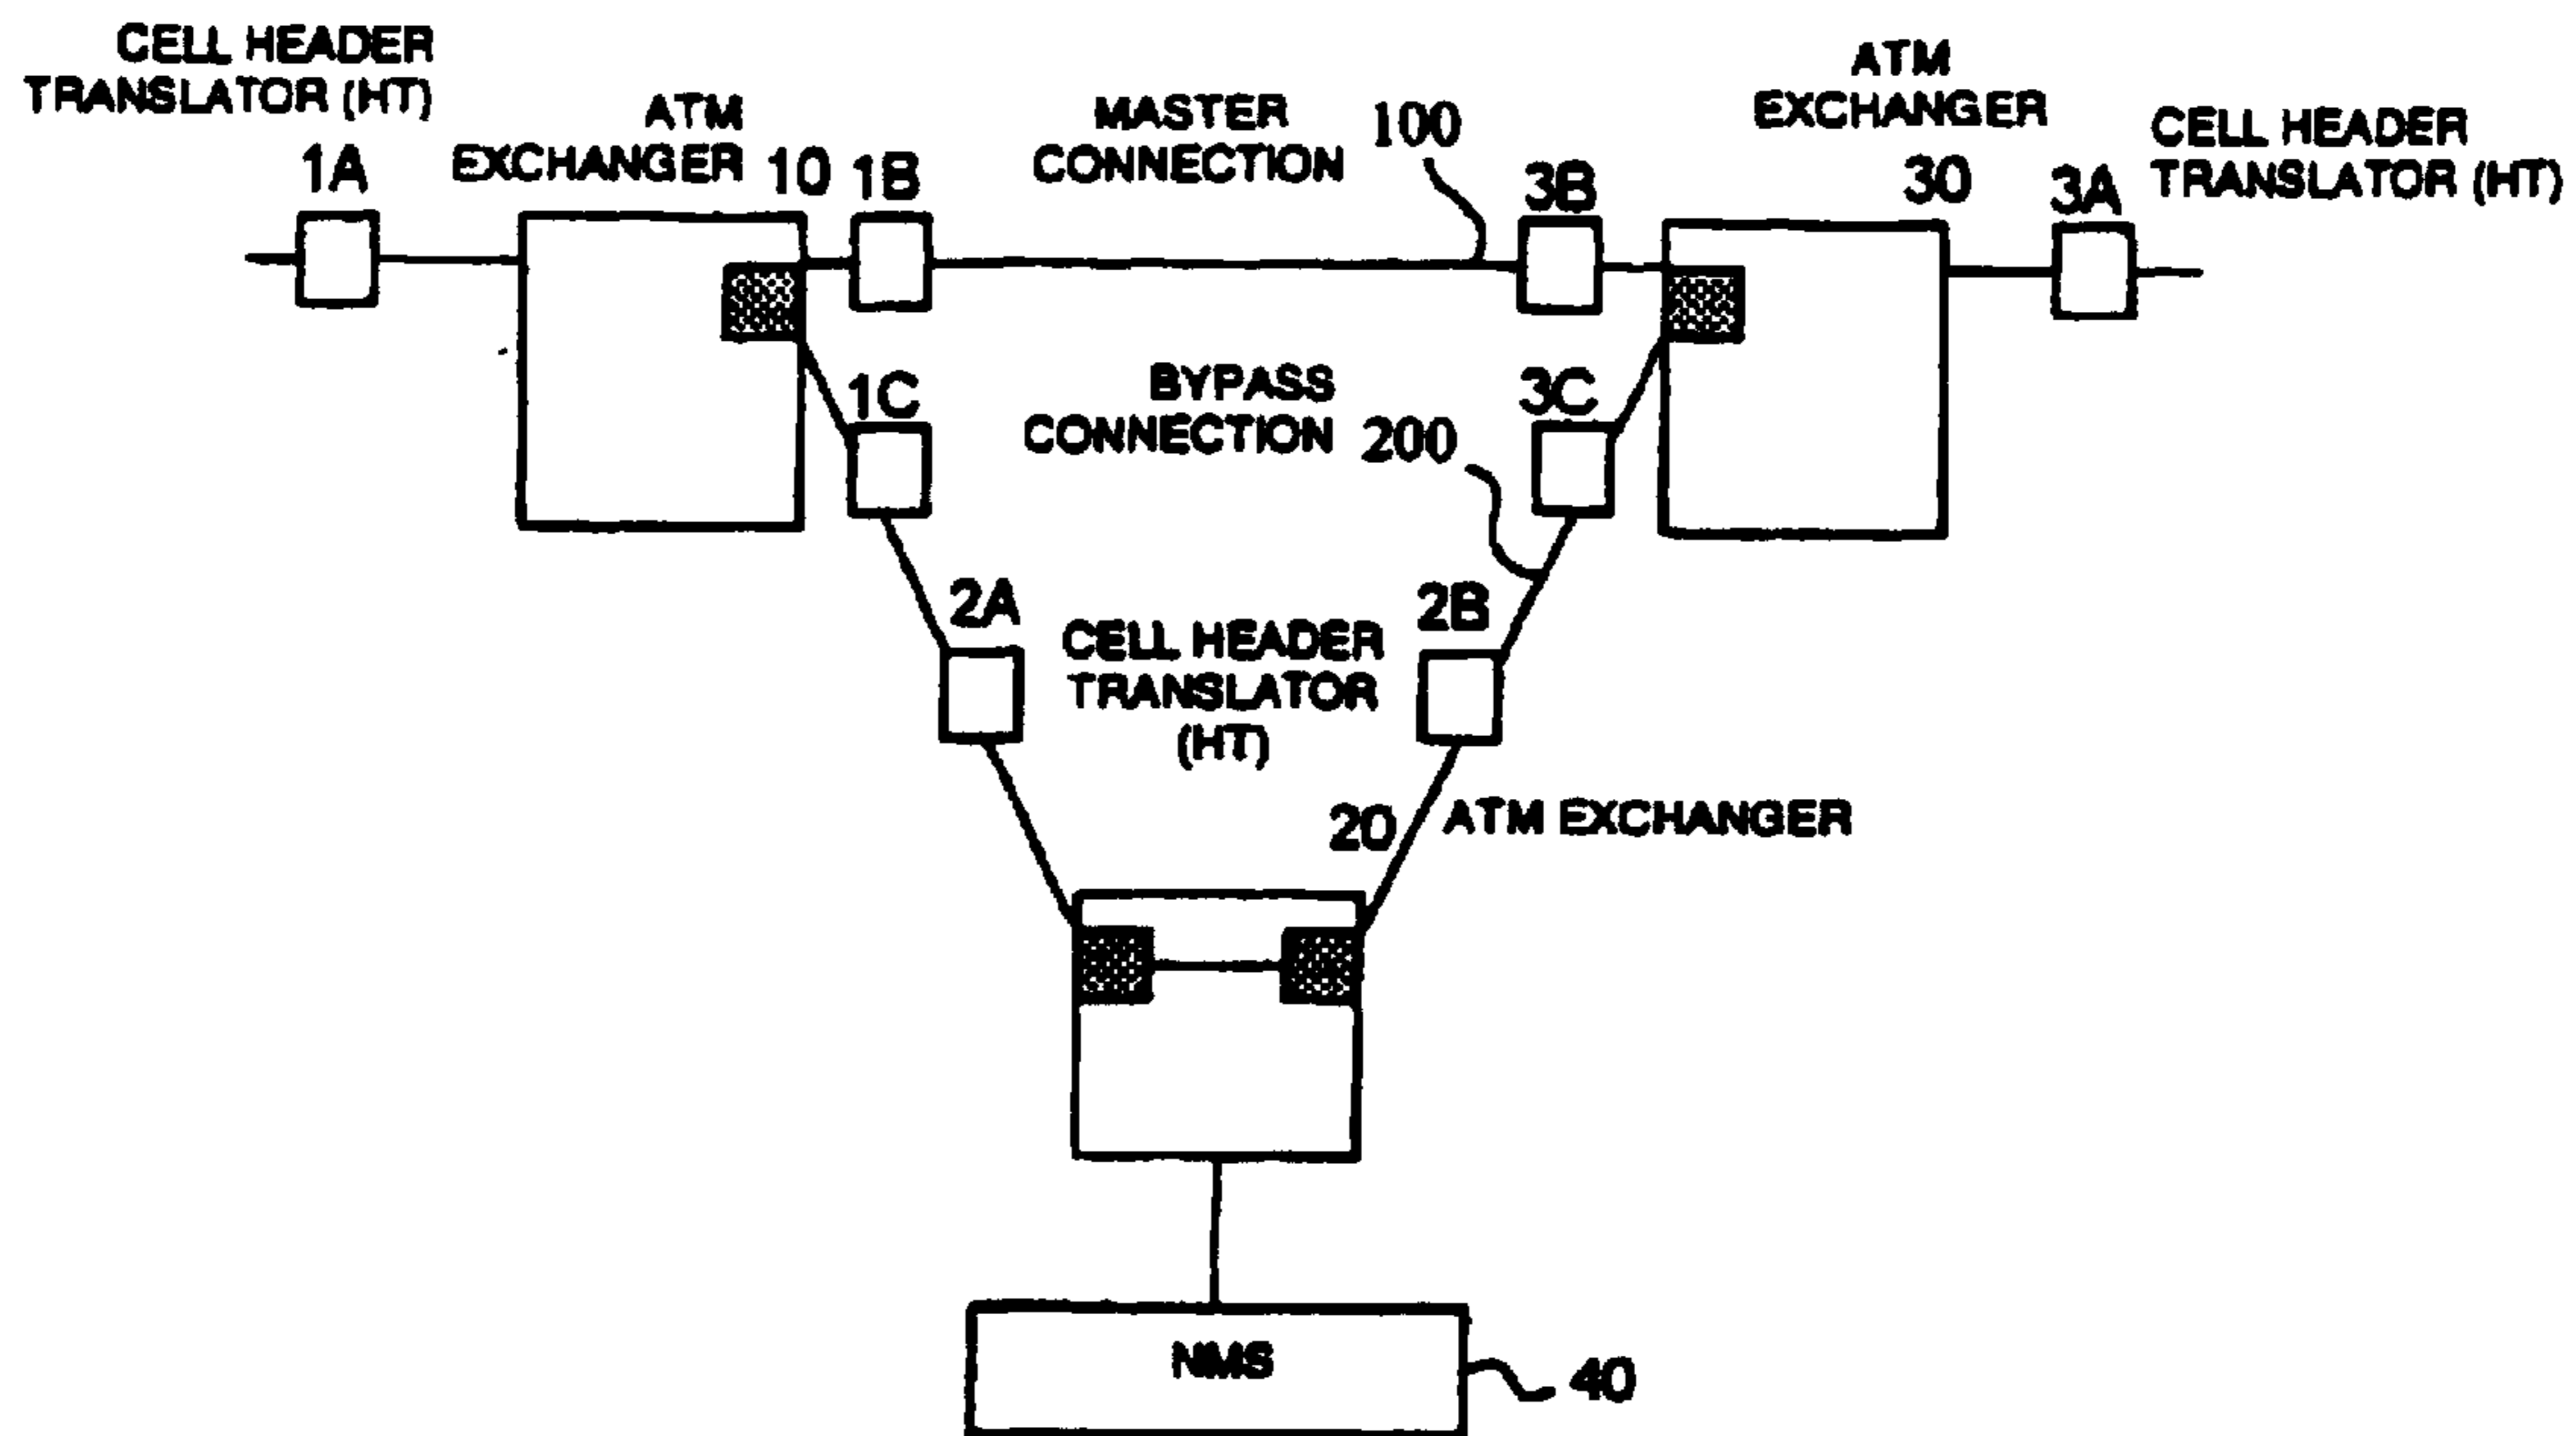 CELL HEADER
TRANSLATOR (HT)
1A
ATM
EXCHANGER 10
1B
MASTER
CONNECTION
100
3B
ATM
EXCHANGER
30
3A
CELL HEADER
TRANSLATOR (HT)
1C
BYPASS
CONNECTION 200
3C
2A
CELL HEADER
TRANSLATOR
(HT)
2B
20
ATM EXCHANGER
NMS
40